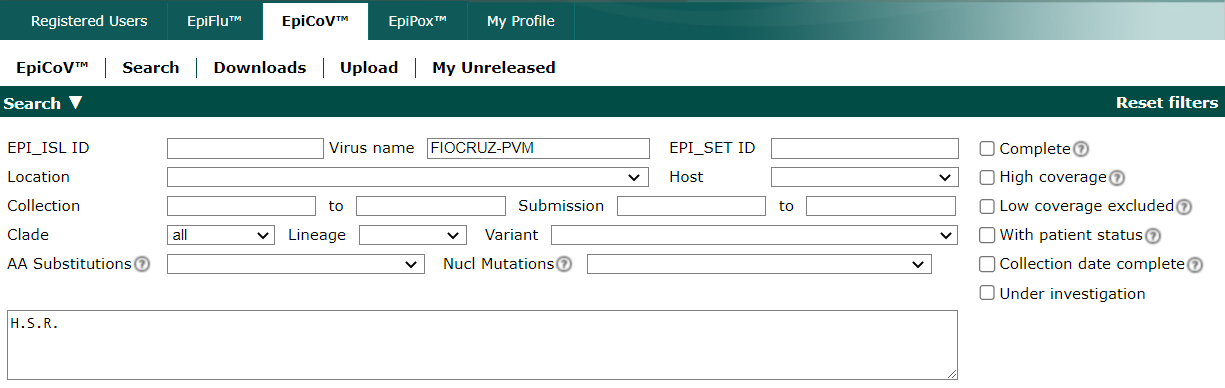 Registered Users EpiFlu™ EpiCoV™ EpiPox™ My Profile
EpiCoV™ Search Downloads Upload My Unreleased
Search ▼ Reset filters
EPI_ISL ID Virus name FIOCRUZ-PVM EPI_SET ID Complete ?
Location Host High coverage ?
Collection to Submission to Low coverage excluded ?
Clade all Lineage Variant With patient status ?
AA Substitutions ? Nucl Mutations ? Collection date complete ?
Under investigation
H.S.R.